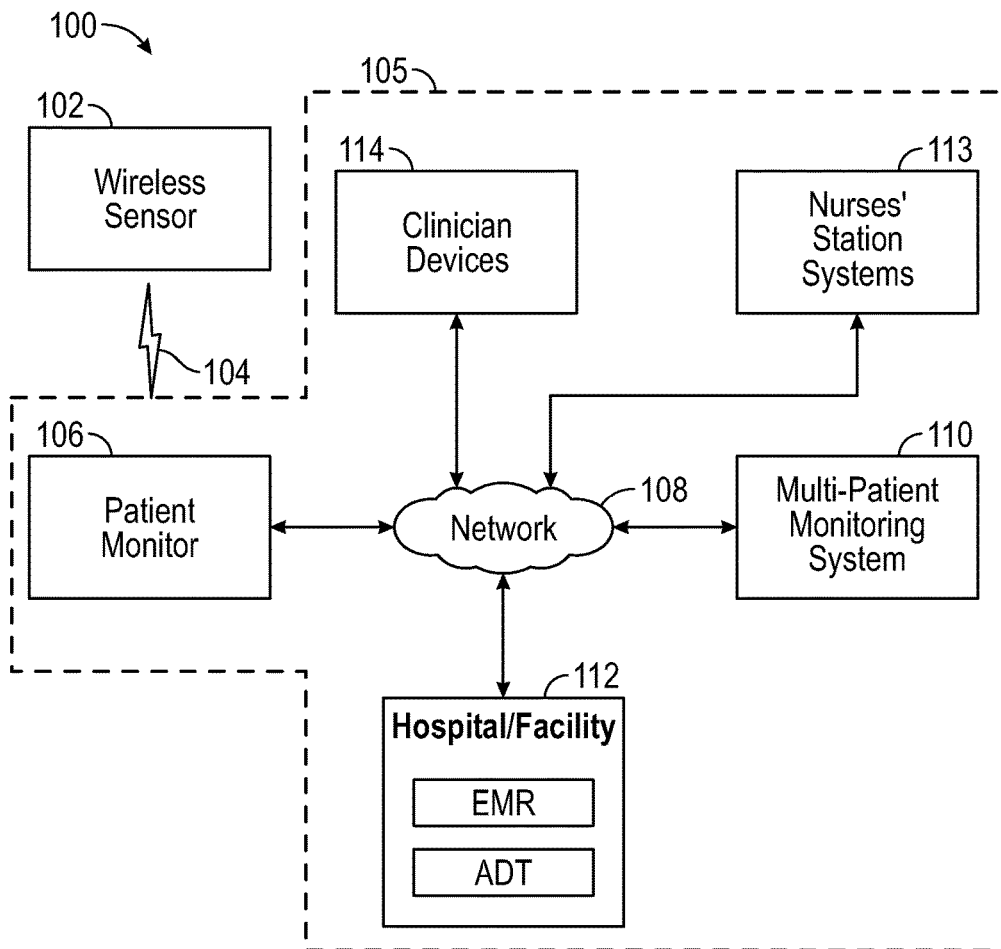 100
102
Wireless
Sensor
104
105
114
Clinician
Devices
113
Nurses'
Station
Systems
106
Patient
Monitor
108
Network
110
Multi-Patient
Monitoring
System
112
Hospital/Facility
EMR
ADT